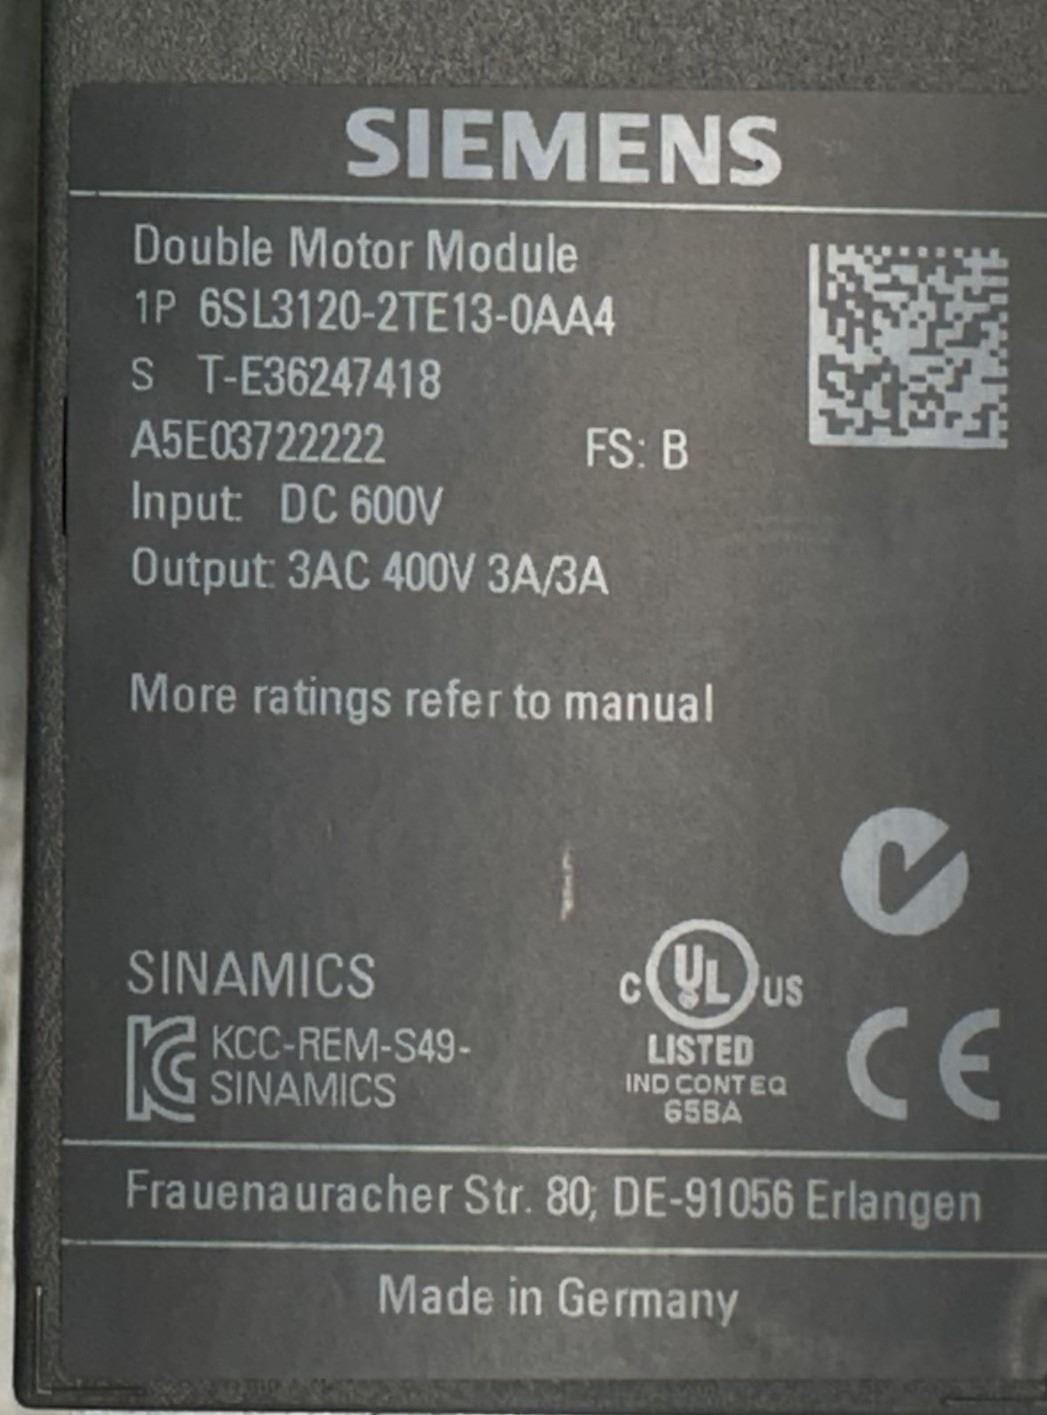 SIEMENS
Double Motor Module
1P 6SL3120-2TE13-0AA4
S T-E36247418
A5E03722222 FS: B
Input: DC 600V
Output: 3AC 400V 3A/3A
More ratings refer to manual
SINAMICS
KCC-REM-S49-
SINAMICS
C UL US
LISTED
IND CONT EQ
65BA
CE
Frauenauracher Str. 80; DE-91056 Erlangen
Made in Germany